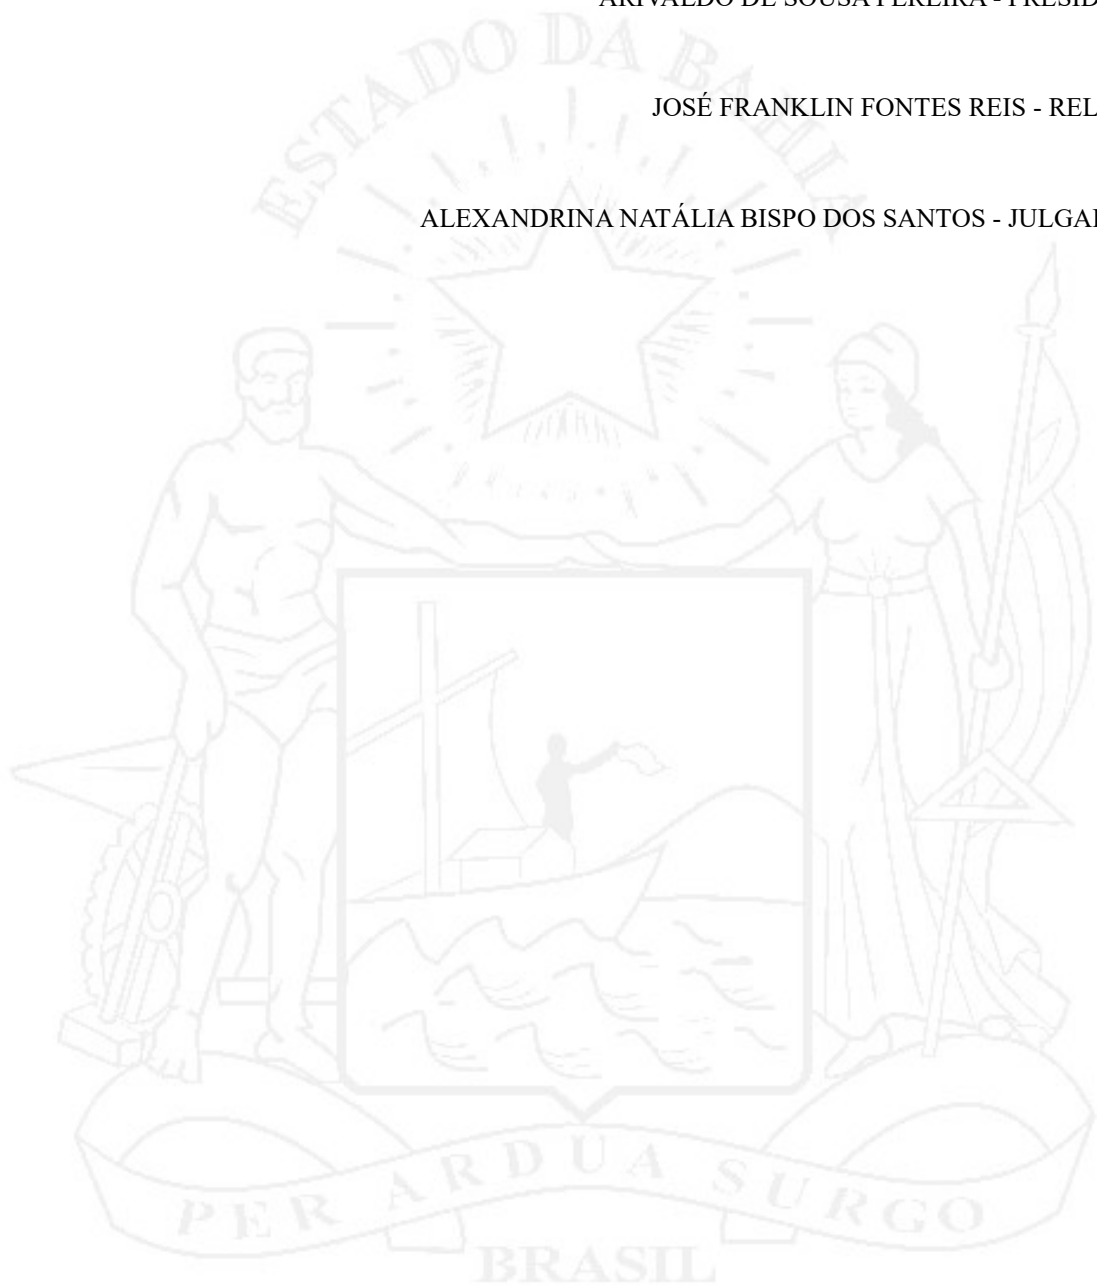 ARIVALDO DE SOUSA PEREIRA - PRESID
JOSÉ FRANKLIN FONTES REIS - REL
ALEXANDRINA NATÁLIA BISPO DOS SANTOS - JULGA
ESTADO DA BAHIA
PER ARDUA SURGO
BRASIL